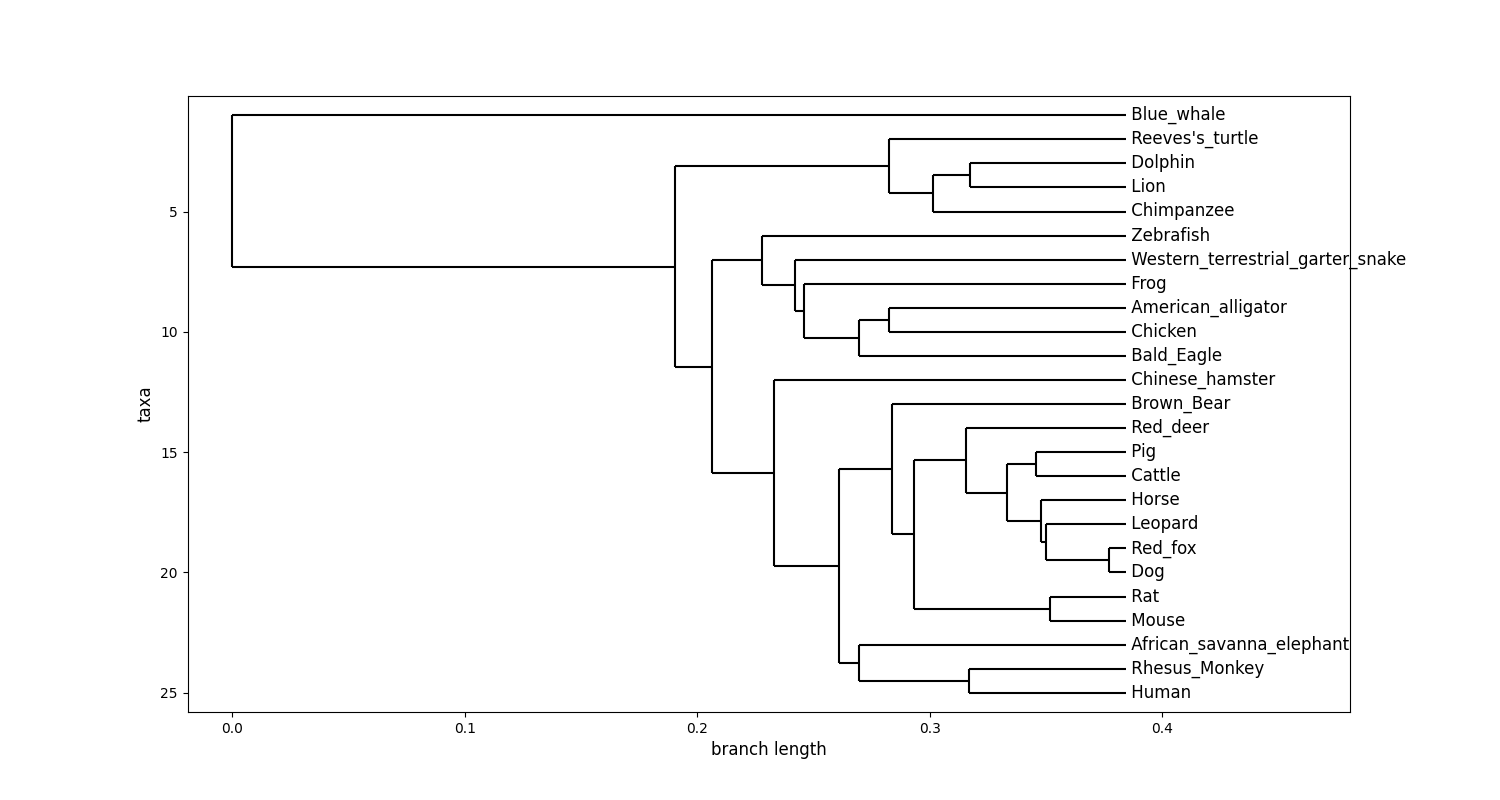 Blue_whale
Reeves's_turtle
Dolphin
Lion
Chimpanzee
5
Zebrafish
Western_terrestrial_garter_snake
Frog
American_alligator
10
Chicken
Bald_Eagle
Chinese_hamster
taxa
Brown_Bear
Red_deer
15
Pig
Cattle
Horse
Leopard
Red_fox
20
Dog
Rat
Mouse
African_savanna_elephant
Rhesus_Monkey
25
Human
0.0 0.1 0.2 0.3 0.4
branch length